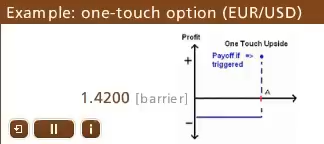 Example: one-touch option (EUR/USD)
Profit
One Touch Upside
+
Payoff if =>
triggered
1.4200 [barrier]
A
–
i